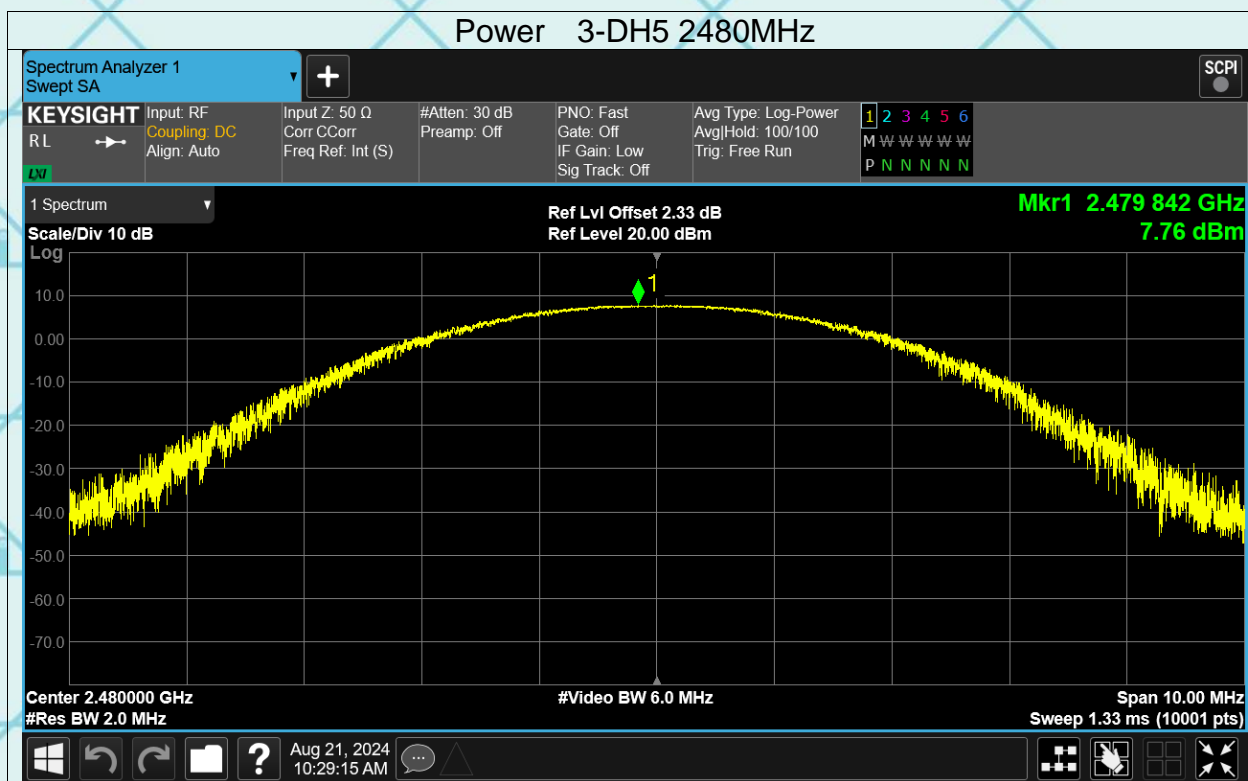 Power 3-DH5 2480MHz
Spectrum Analyzer 1
Swept SA
SCPI
KEYSIGHT
RL
LXI
Input: RF
Coupling: DC
Align: Auto
Input Z: 50 Ω
Corr CCorr
Freq Ref: Int (S)
#Atten: 30 dB
Preamp: Off
PNO: Fast
Gate: Off
IF Gain: Low
Sig Track: Off
Avg Type: Log-Power
Avg|Hold: 100/100
Trig: Free Run
1 2 3 4 5 6
M W W W W W
P N N N N N
1 Spectrum
Scale/Div 10 dB
Ref Lvl Offset 2.33 dB
Ref Level 20.00 dBm
Mkr1 2.479 842 GHz
7.76 dBm
Log
1
10.0
0.00
-10.0
-20.0
-30.0
-40.0
-50.0
-60.0
-70.0
Center 2.480000 GHz
#Res BW 2.0 MHz
#Video BW 6.0 MHz
Span 10.00 MHz
Sweep 1.33 ms (10001 pts)
?
Aug 21, 2024
10:29:15 AM